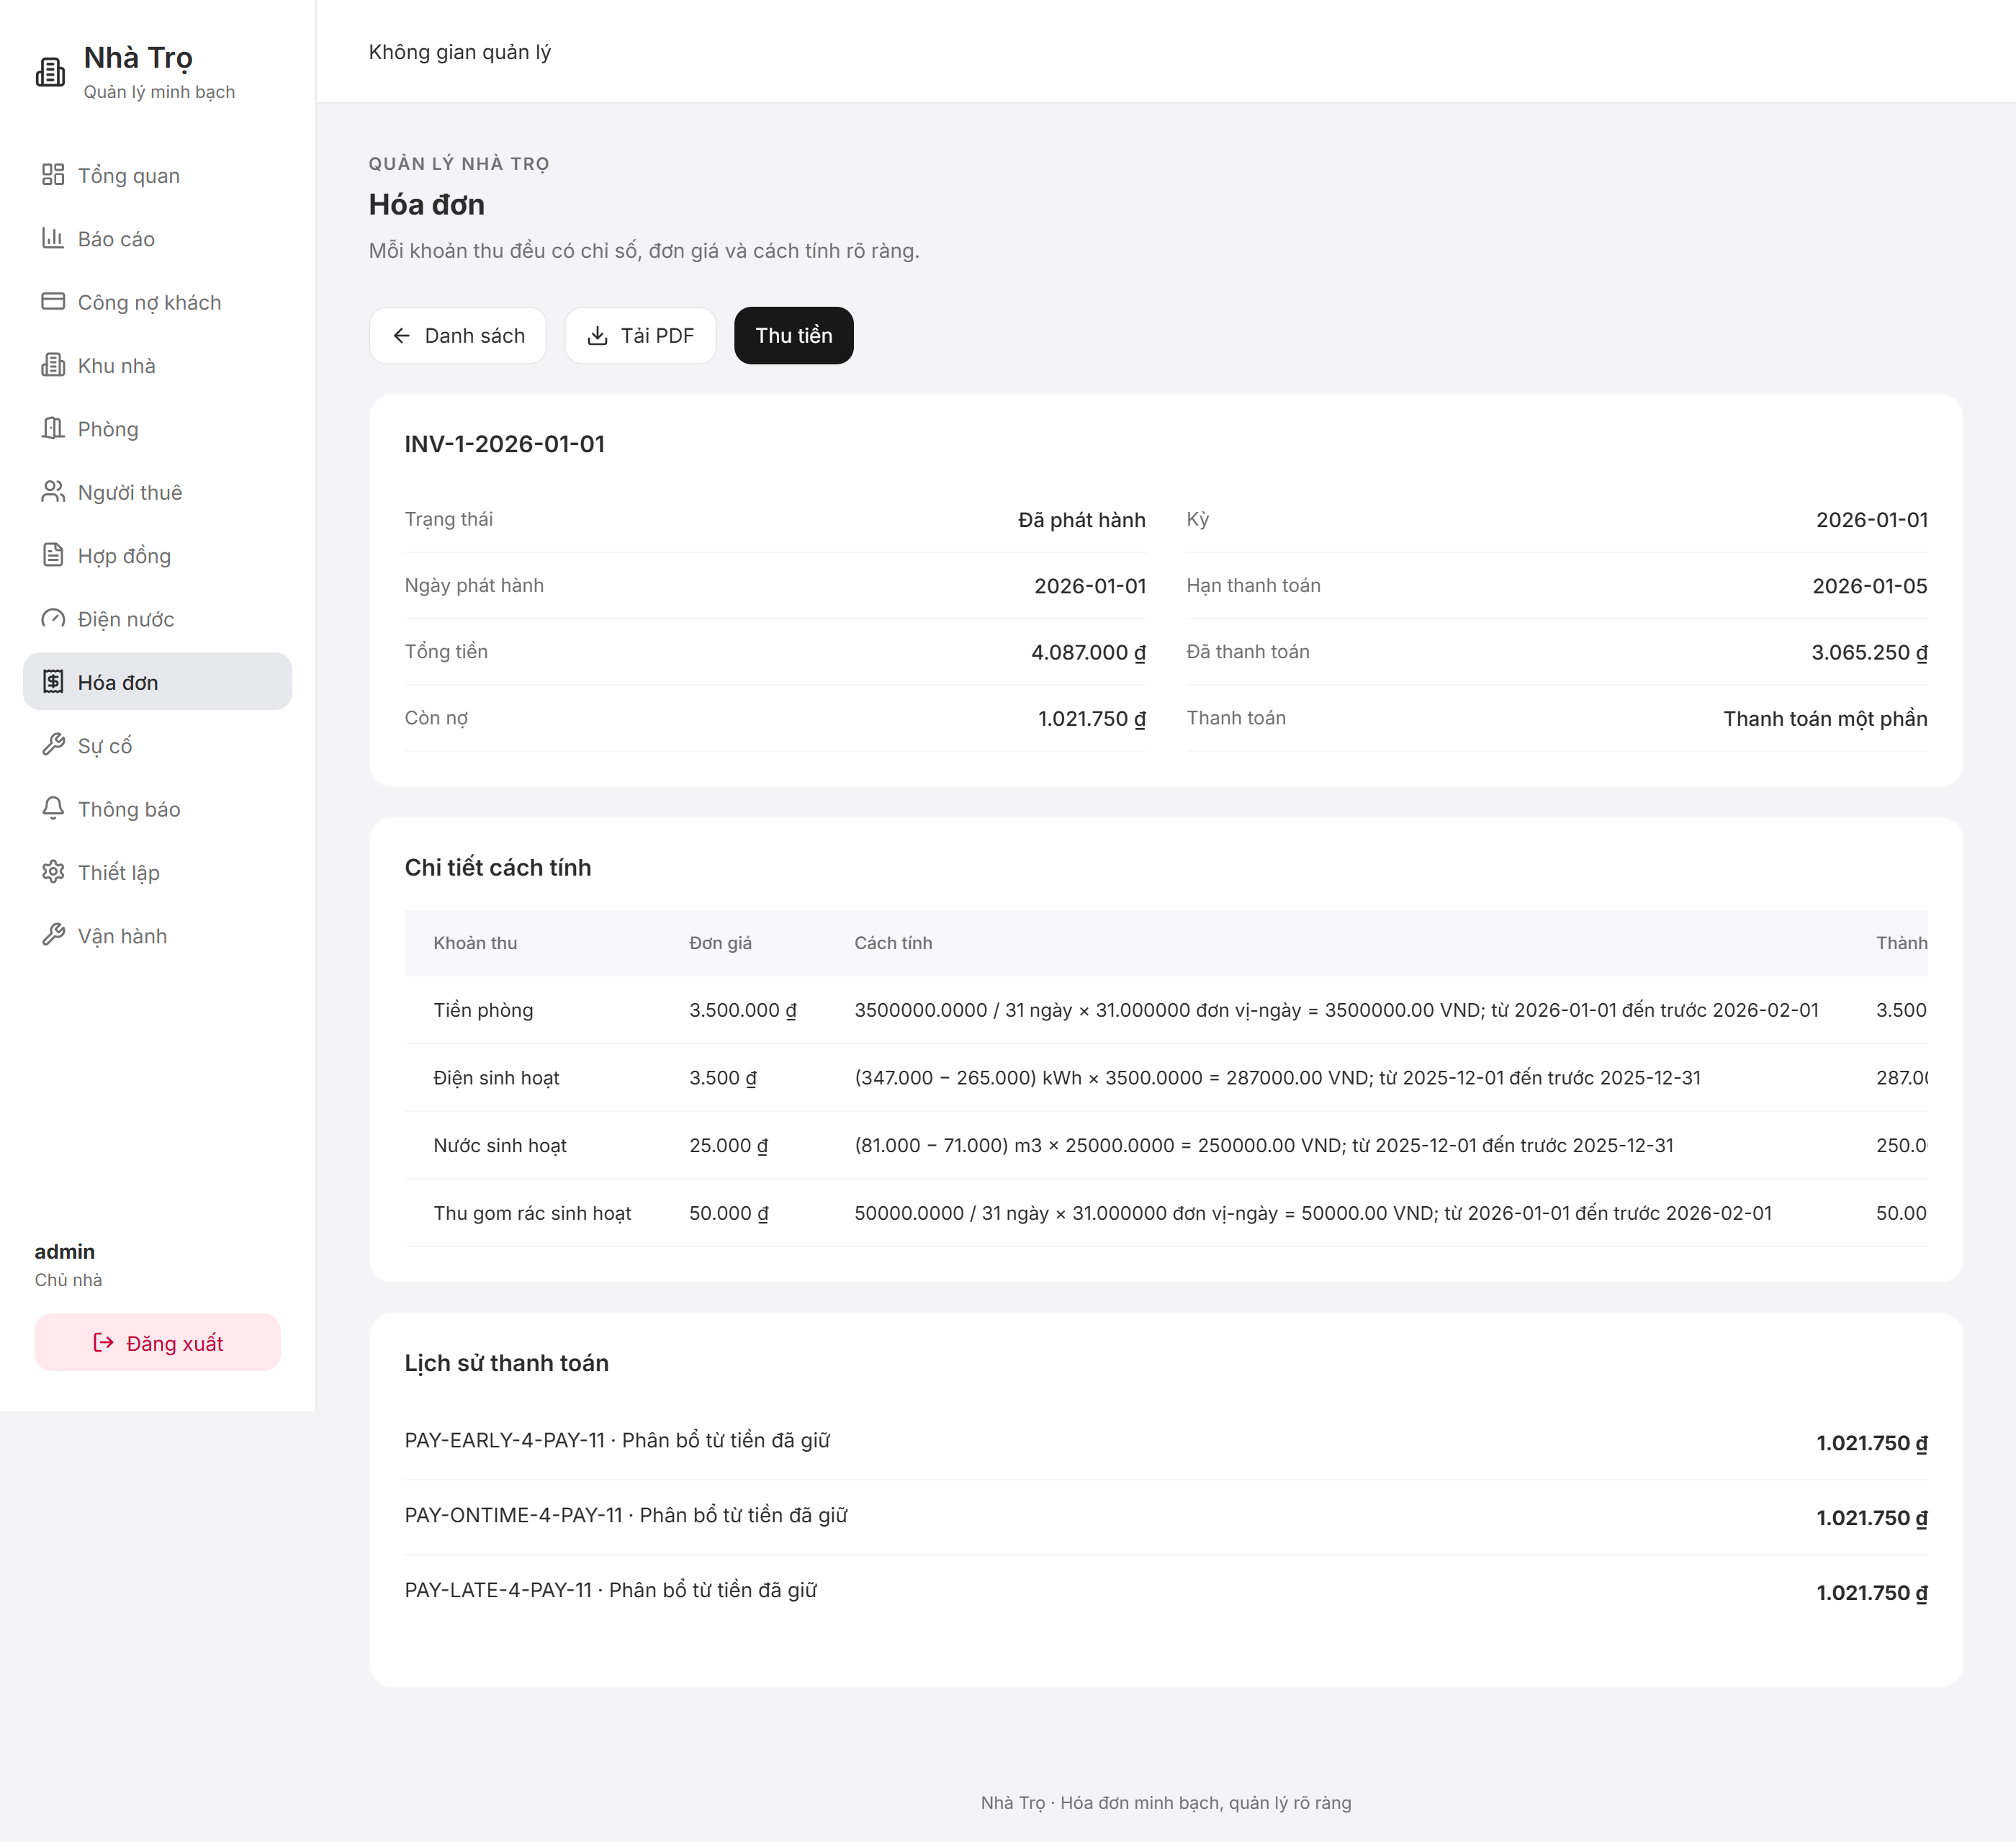 Nhà Trọ
Quản lý minh bạch
Tổng quan
Báo cáo
Công nợ khách
Khu nhà
Phòng
Người thuê
Hợp đồng
Điện nước
Hóa đơn
Sự cố
Thông báo
Thiết lập
Vận hành
admin
Chủ nhà
Đăng xuất
Không gian quản lý
QUẢN LÝ NHÀ TRỌ
Hóa đơn
Mỗi khoản thu đều có chỉ số, đơn giá và cách tính rõ ràng.
Danh sách Tải PDF Thu tiền
INV-1-2026-01-01
Trạng thái Đã phát hành Kỳ 2026-01-01
Ngày phát hành 2026-01-01 Hạn thanh toán 2026-01-05
Tổng tiền 4.087.000 ₫ Đã thanh toán 3.065.250 ₫
Còn nợ 1.021.750 ₫ Thanh toán Thanh toán một phần
Chi tiết cách tính
Khoản thu Đơn giá Cách tính Thành
Tiền phòng 3.500.000 ₫ 3500000.0000 / 31 ngày × 31.000000 đơn vị-ngày = 3500000.00 VND; từ 2026-01-01 đến trước 2026-02-01 3.500
Điện sinh hoạt 3.500 ₫ (347.000 − 265.000) kWh × 3500.0000 = 287000.00 VND; từ 2025-12-01 đến trước 2025-12-31 287.00
Nước sinh hoạt 25.000 ₫ (81.000 − 71.000) m3 × 25000.0000 = 250000.00 VND; từ 2025-12-01 đến trước 2025-12-31 250.0
Thu gom rác sinh hoạt 50.000 ₫ 50000.0000 / 31 ngày × 31.000000 đơn vị-ngày = 50000.00 VND; từ 2026-01-01 đến trước 2026-02-01 50.00
Lịch sử thanh toán
PAY-EARLY-4-PAY-11 · Phân bổ từ tiền đã giữ 1.021.750 ₫
PAY-ONTIME-4-PAY-11 · Phân bổ từ tiền đã giữ 1.021.750 ₫
PAY-LATE-4-PAY-11 · Phân bổ từ tiền đã giữ 1.021.750 ₫
Nhà Trọ · Hóa đơn minh bạch, quản lý rõ ràng